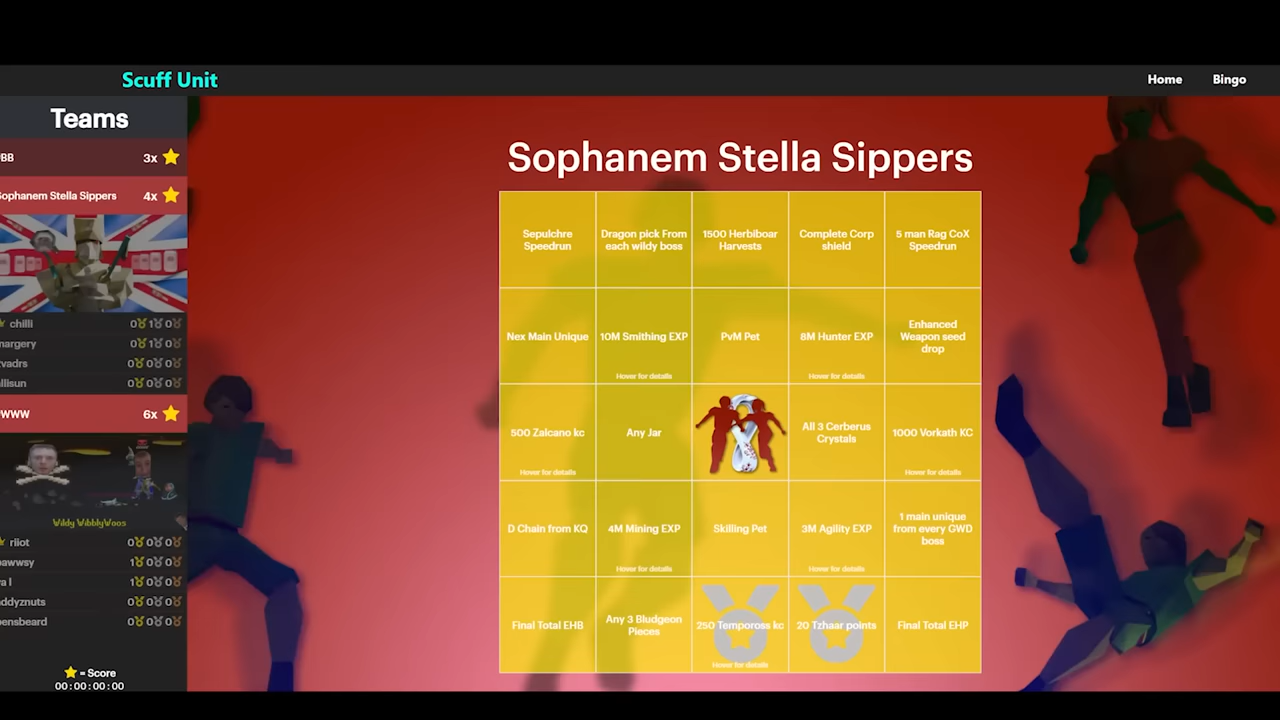 Scuff Unit
Home
Bingo
Teams
BB
3x
Sophanem Stella Sippers
4x
chilli
0 1 0
margery
0 1 0
vadrs
0 0 0
llisun
0 0 0
WWW
6x
Wildy WibblyWoos
riiot
0 0 0
pawwsy
1 0 0
a l
1 0 0
ddyznuts
0 0 0
pensbeard
0 0 0
= Score
00:00:00:00
Sophanem Stella Sippers
Sepulchre
Speedrun
Dragon pick From
each wildy boss
1500 Herbiboar
Harvests
Complete Corp
shield
5 man Rag CoX
Speedrun
Nex Main Unique
10M Smithing EXP
Hover for details
PvM Pet
8M Hunter EXP
Hover for details
Enhanced
Weapon seed
drop
500 Zalcano kc
Hover for details
Any Jar
All 3 Cerberus
Crystals
1000 Vorkath KC
Hover for details
D Chain from KQ
4M Mining EXP
Hover for details
Skilling Pet
3M Agility EXP
Hover for details
1 main unique
from every GWD
boss
Final Total EHB
Any 3 Bludgeon
Pieces
250 Tempoross kc
Hover for details
20 Tzhaar points
Final Total EHP